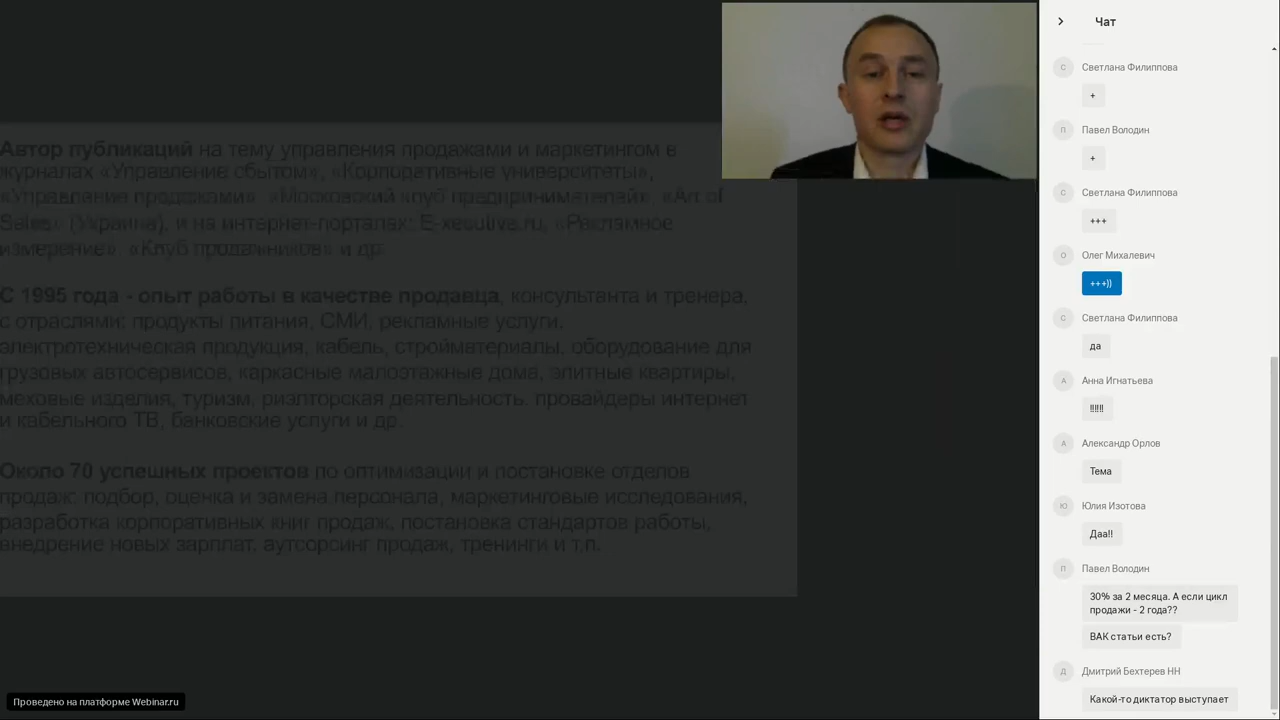 Автор публикаций на тему управления продажами и маркетингом в
журналах «Управление сбытом», «Корпоративные университеты»,
«Управление продажами» «Московский клуб предпринимателей» «Art of
Sales» (Украина), и на интернет-порталах: E-xecutive.ru, «Рекламное
измерение» «Клуб продажников» и др.
С 1995 года - опыт работы в качестве продавца, консультанта и тренера.
с отраслями: продукты питания, СМИ, рекламные услуги.
электротехническая продукция, кабель, стройматериалы. оборудование для
грузовых автосервисов, каркасные малоэтажные дома, элитные квартиры,
меховые изделия, туризм. риэлторская деятельность. провайдеры интернет
и кабельного ТВ, банковские услуги и др.
Около 70 успешных проектов по оптимизации и постановке отделов
продаж: подбор, оценка и замена персонала, маркетинговые исследования,
разработка корпоративных книг продаж, постановка стандартов работы,
внедрение новых зарплат, аутсорсинг продаж, тренинги и т.п.
Проведено на платформе Webinar.ru
Чат
С Светлана Филиппова
+
П Павел Володин
+
С Светлана Филиппова
+++
О Олег Михалевич
+++))
С Светлана Филиппова
да
А Анна Игнатьева
!!!!!!
А Александр Орлов
Тема
Ю Юлия Изотова
Даа!!
П Павел Володин
30% за 2 месяца. А если цикл
продажи - 2 года??
ВАК статьи есть?
Д Дмитрий Бехтерев НН
Какой-то диктатор выступает